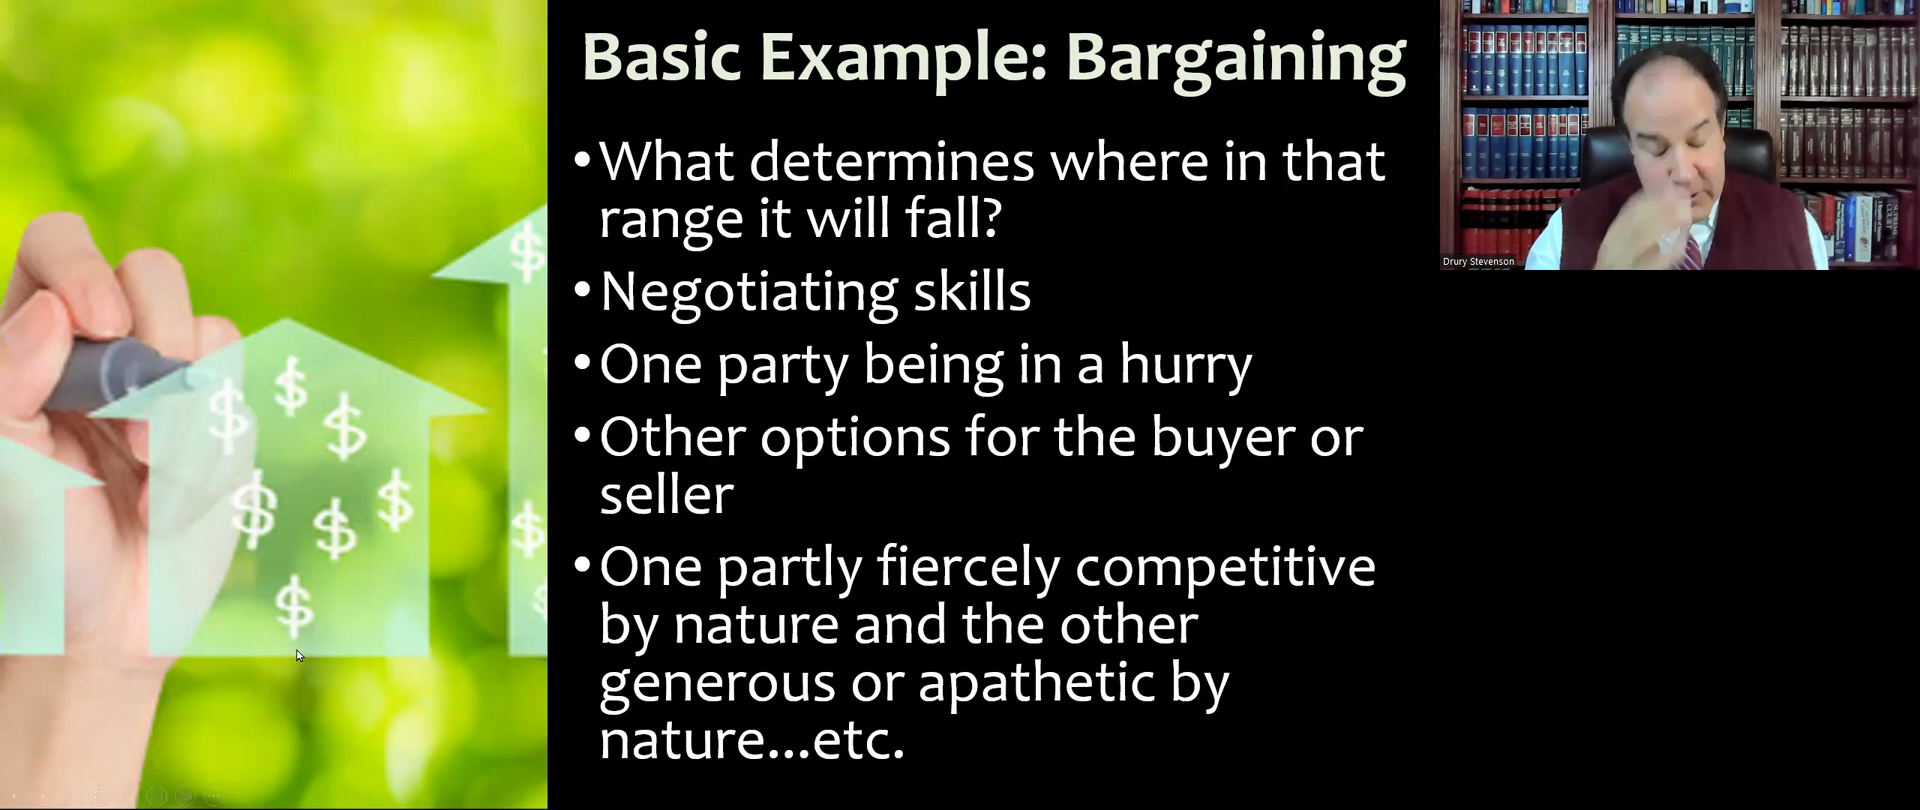 Basic Example: Bargaining
•What determines where in that
range it will fall?
•Negotiating skills
•One party being in a hurry
•Other options for the buyer or
seller
•One partly fiercely competitive
by nature and the other
generous or apathetic by
nature...etc.
$
$
$
$
$
$
$
$
$
Drury Stevenson